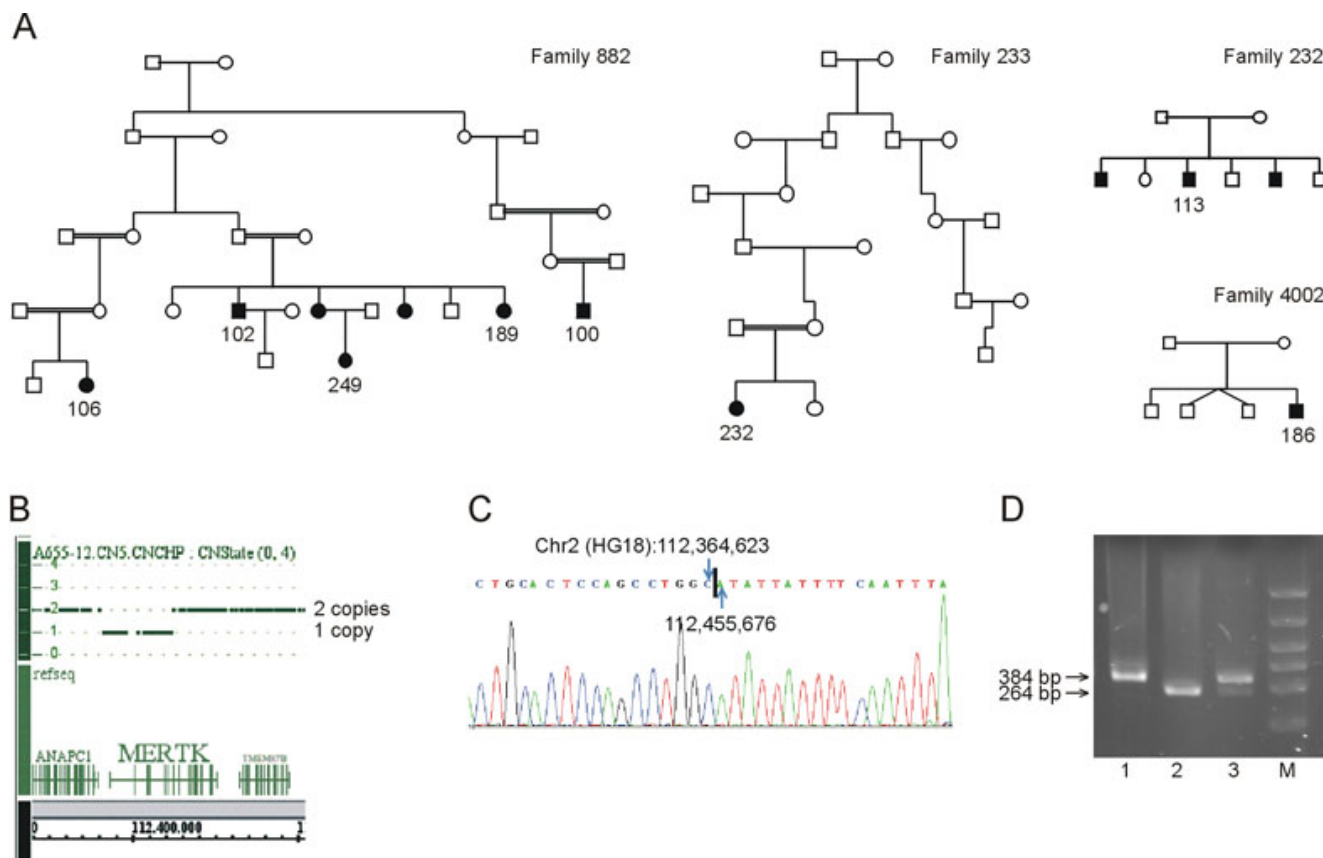 A
Family 882
Family 233
Family 232
113
102
189
100
249
106
232
Family 4002
186
B
A655-12.CN5.CNCHP : CNState (0, 4)
4
3
2
1
0
2 copies
1 copy
refseq
ANAPC1
MERTK
0
112.400.000
1
C
Chr2 (HG18):112,364,623
CTGCACTCCAGCCTGGCATATTATTTTCAATTTA
112,455,676
D
384 bp
264 bp
1 2 3 M